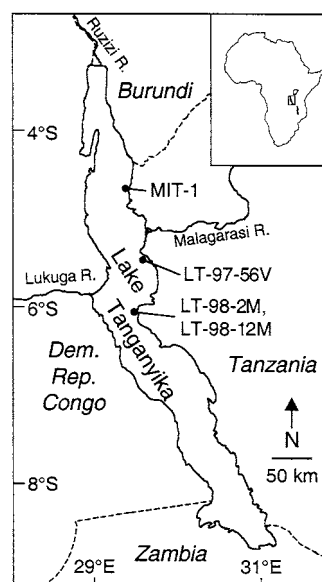 Ruzizi R.
Burundi
4°S
MIT-1
Malagarasi R.
Lake
Tanganyika
LT-97-56V
Lukuga R.
6°S
LT-98-2M,
LT-98-12M
Dem.
Rep.
Congo
Tanzania
N
50 km
8°S
Zambia
29°E
31°E